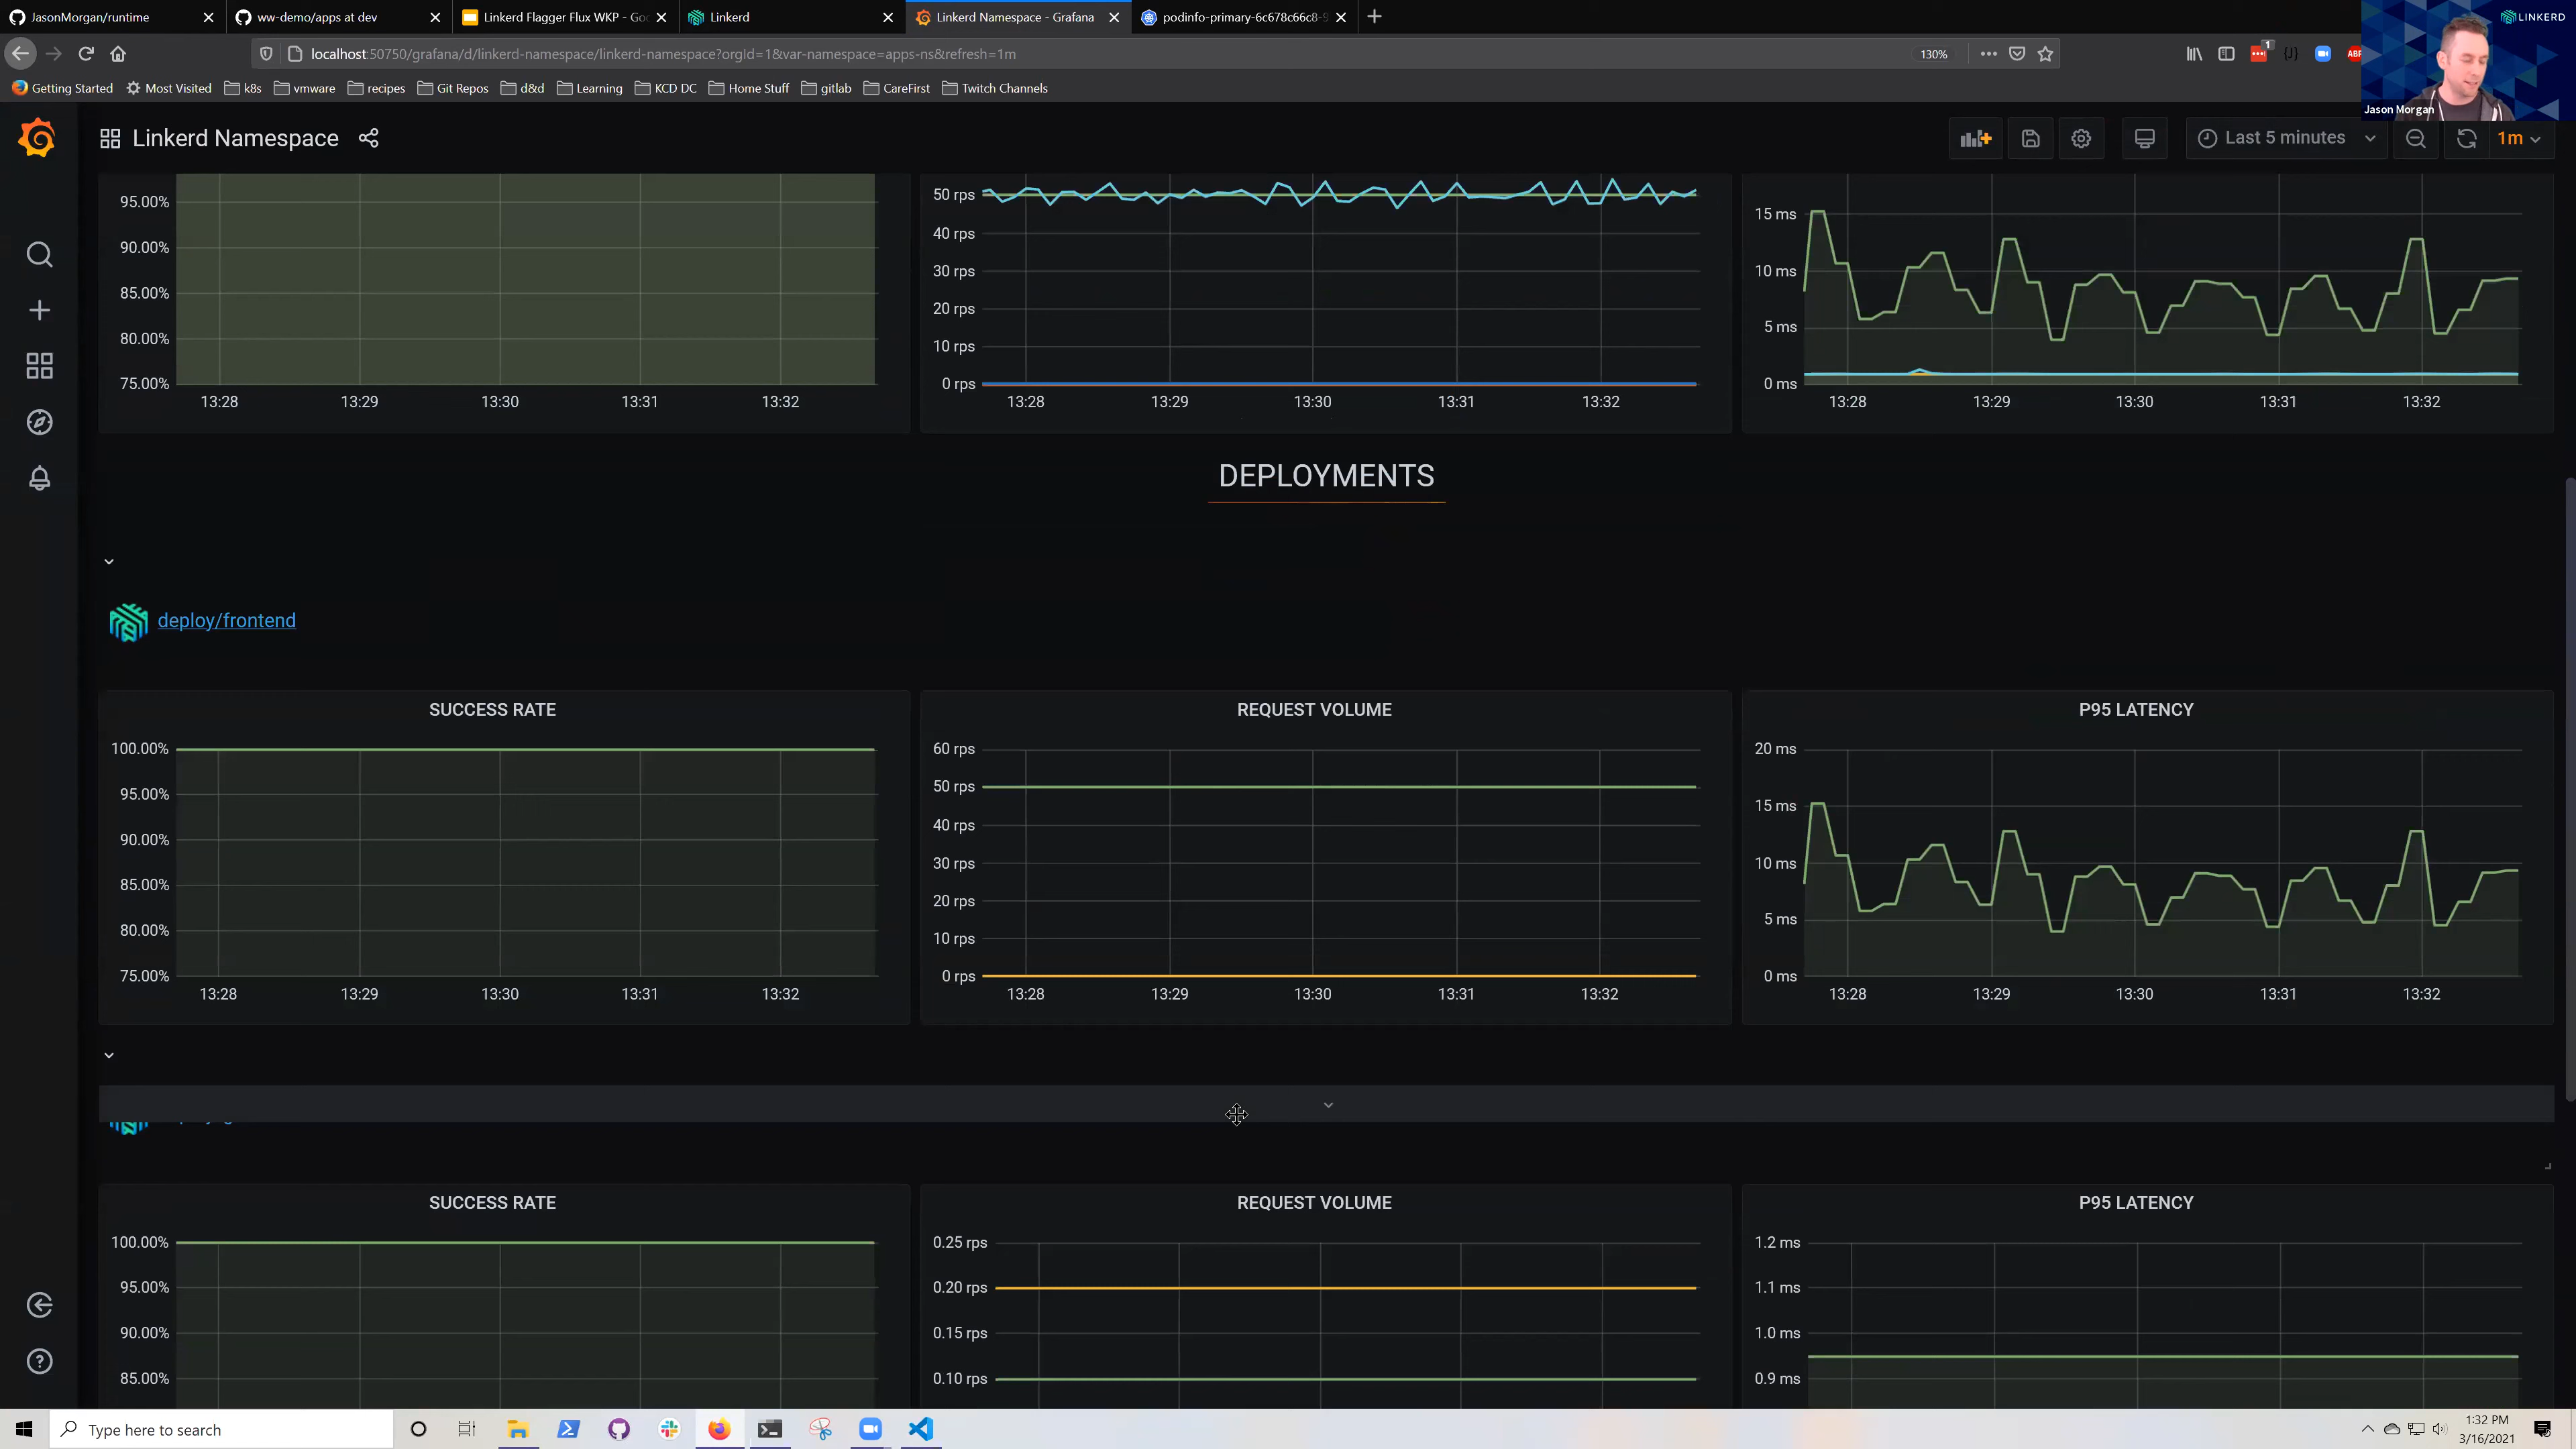 JasonMorgan/runtime
ww-demo/apps at dev
Linkerd Flagger Flux WKP - Goo
Linkerd
Linkerd Namespace - Grafana
podinfo-primary-6c678c66c8-9
LINKERD
localhost:50750/grafana/d/linkerd-namespace/linkerd-namespace?orgId=1&var-namespace=apps-ns&refresh=1m
130%
1
ABP
Getting Started
Most Visited
k8s
vmware
recipes
Git Repos
d&d
Learning
KCD DC
Home Stuff
gitlab
CareFirst
Twitch Channels
Jason Morgan
Linkerd Namespace
Last 5 minutes
1m
95.00%
90.00%
85.00%
80.00%
75.00%
13:28 13:29 13:30 13:31 13:32
50 rps
40 rps
30 rps
20 rps
10 rps
0 rps
13:28 13:29 13:30 13:31 13:32
15 ms
10 ms
5 ms
0 ms
13:28 13:29 13:30 13:31 13:32
DEPLOYMENTS
deploy/frontend
SUCCESS RATE
100.00%
95.00%
90.00%
85.00%
80.00%
75.00%
13:28 13:29 13:30 13:31 13:32
REQUEST VOLUME
60 rps
50 rps
40 rps
30 rps
20 rps
10 rps
0 rps
13:28 13:29 13:30 13:31 13:32
P95 LATENCY
20 ms
15 ms
10 ms
5 ms
0 ms
13:28 13:29 13:30 13:31 13:32
SUCCESS RATE
100.00%
95.00%
90.00%
85.00%
REQUEST VOLUME
0.25 rps
0.20 rps
0.15 rps
0.10 rps
P95 LATENCY
1.2 ms
1.1 ms
1.0 ms
0.9 ms
Type here to search
1:32 PM
3/16/2021